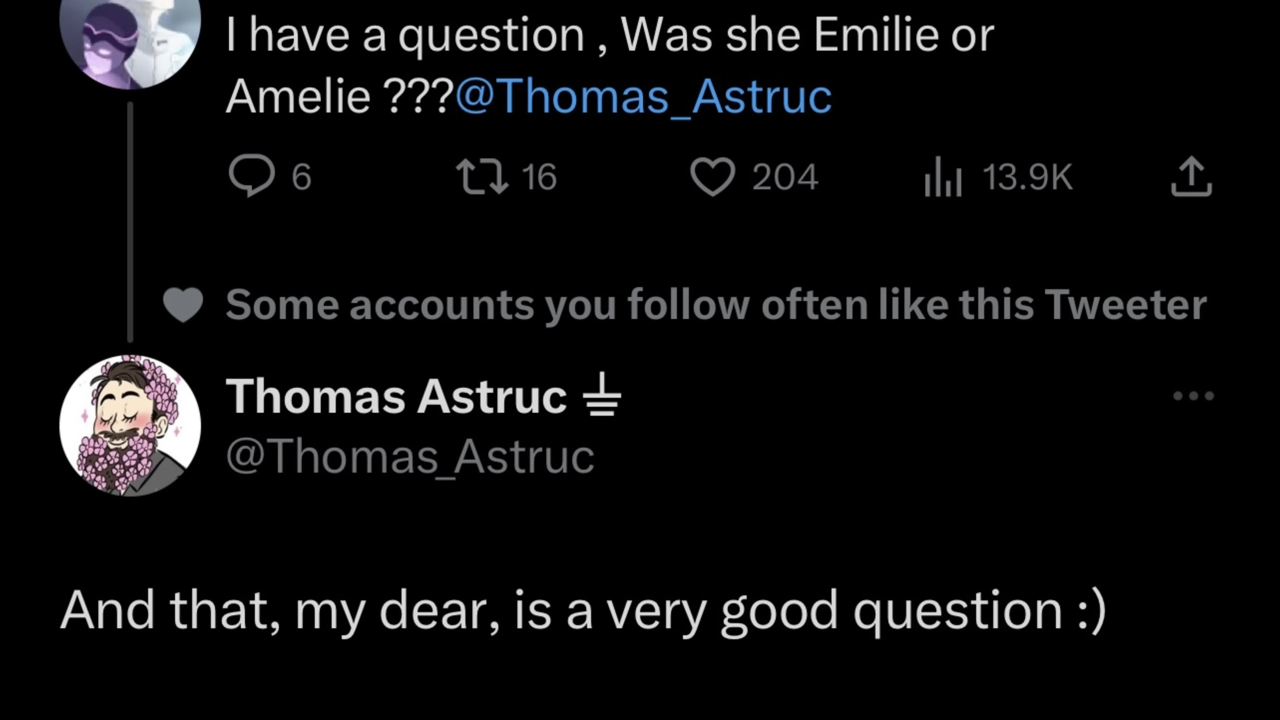 I have a question , Was she Emilie or
Amelie ???@Thomas_Astruc
6 16 204 13.9K
Some accounts you follow often like this Tweeter
Thomas Astruc ⏚
@Thomas_Astruc
And that, my dear, is a very good question :)